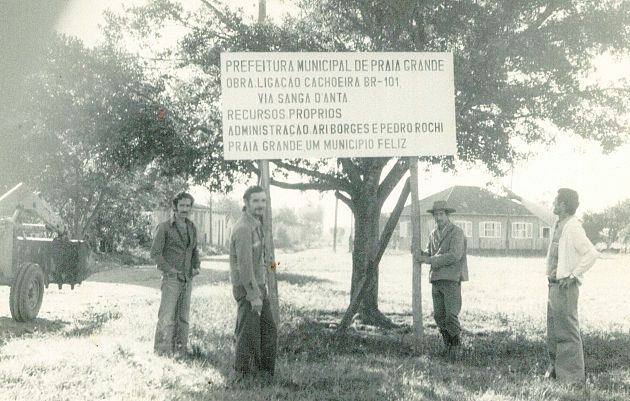 PREFEITURA MUNICIPAL DE PRAIA GRANDE
OBRA LIGAÇÃO CACHOEIRA BR-101
VIA SANGA D'ANTA
RECURSOS PRÓPRIOS
ADMINISTRAÇÃO ARI BORGES E PEDRO ROCHI
PRAIA GRANDE, UM MUNICIPIO FELIZ